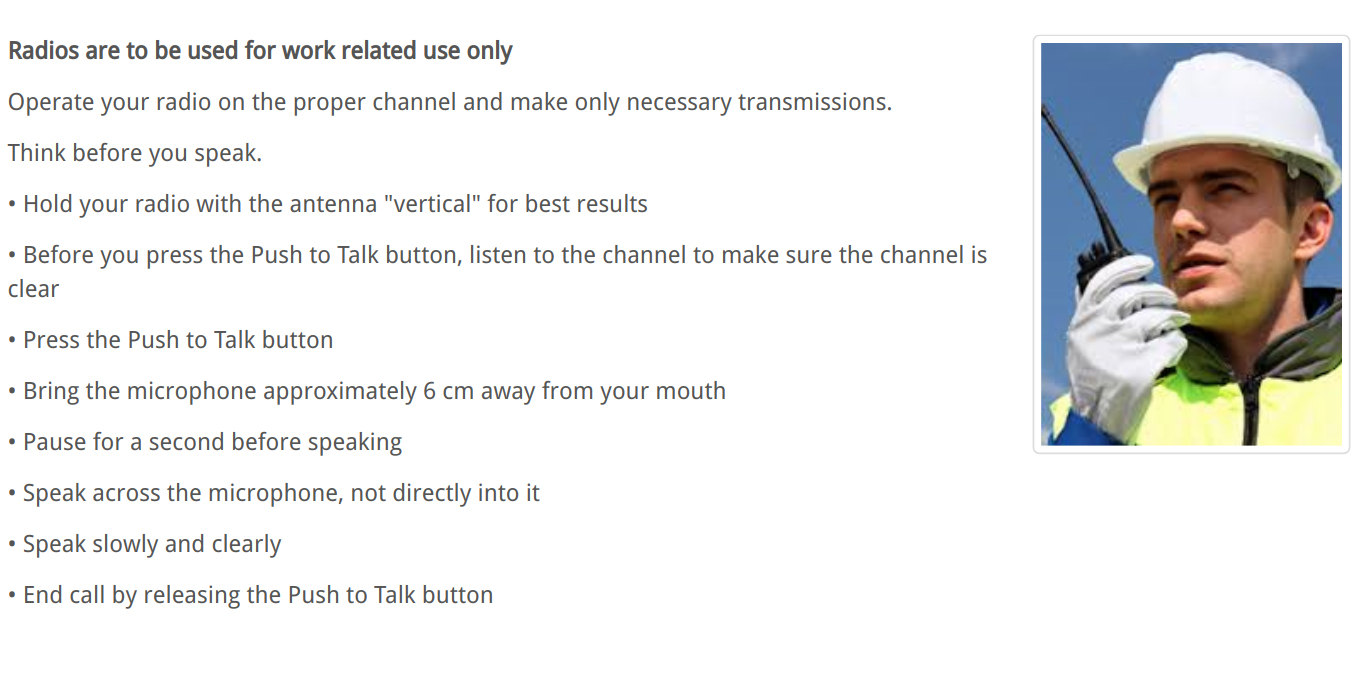 Radios are to be used for work related use only
Operate your radio on the proper channel and make only necessary transmissions.
Think before you speak.
• Hold your radio with the antenna "vertical" for best results
• Before you press the Push to Talk button, listen to the channel to make sure the channel is
clear
• Press the Push to Talk button
• Bring the microphone approximately 6 cm away from your mouth
• Pause for a second before speaking
• Speak across the microphone, not directly into it
• Speak slowly and clearly
• End call by releasing the Push to Talk button